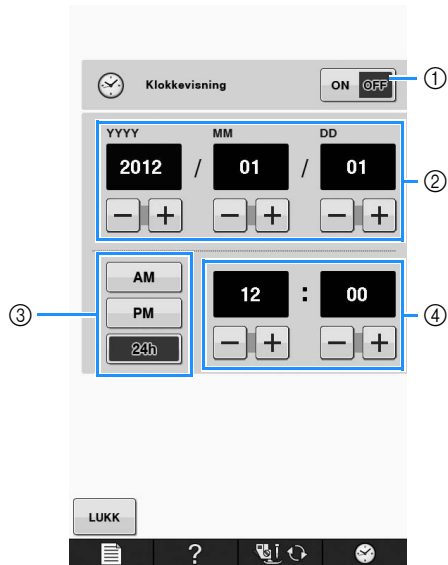 Klokkevisning ON OFF ①
YYYY MM DD
2012 / 01 / 01
②
− + − + − +
AM
PM
24h
③
12 : 00
④
− + − +
LUKK
?